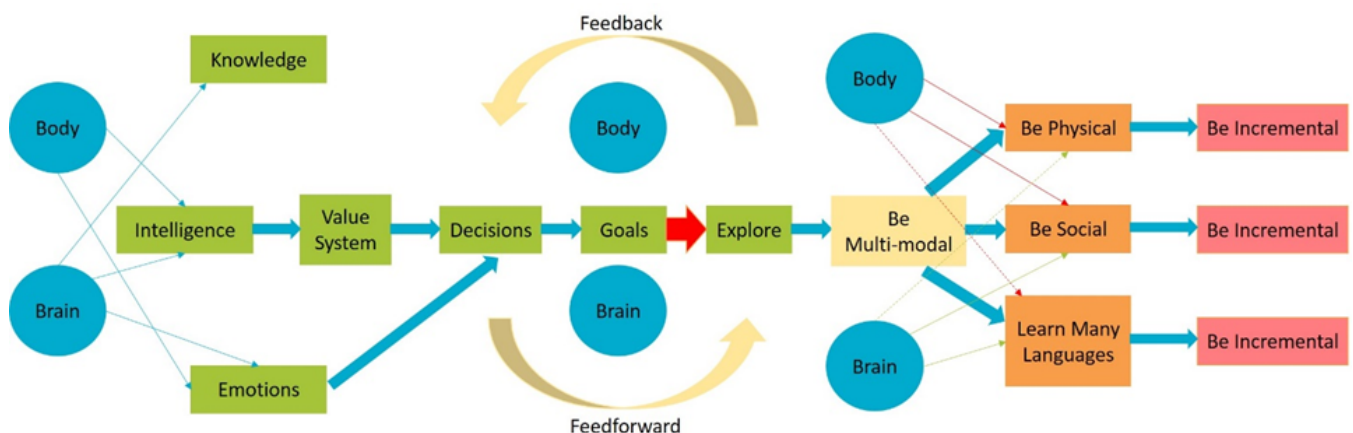 Feedback
Knowledge
Body
Body
Body
Be Physical
Be Incremental
Intelligence
Value
System
Decisions
Goals
Explore
Be
Multi-modal
Be Social
Be Incremental
Brain
Brain
Brain
Learn Many
Languages
Be Incremental
Emotions
Feedforward